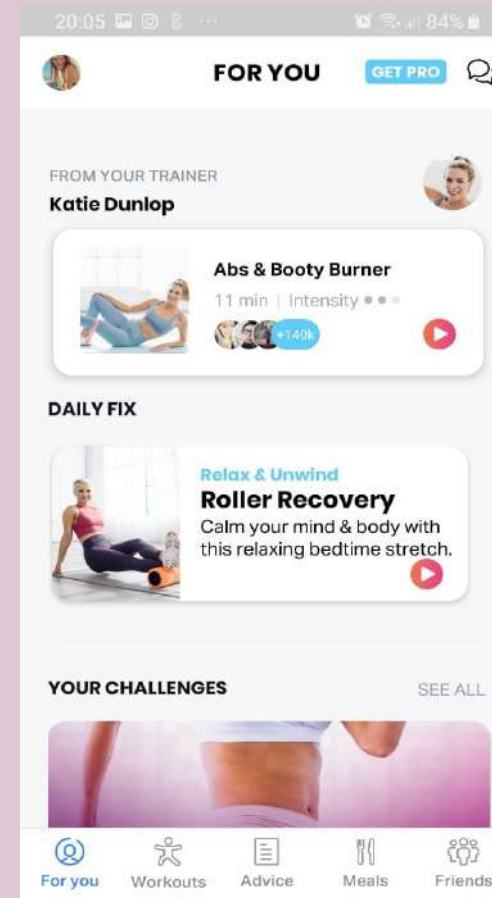 20:05
84%
FOR YOU
GET PRO
FROM YOUR TRAINER
Katie Dunlop
Abs & Booty Burner
11 min | Intensity
+140k
DAILY FIX
Relax & Unwind
Roller Recovery
Calm your mind & body with
this relaxing bedtime stretch.
YOUR CHALLENGES
SEE ALL
For you
Workouts
Advice
Meals
Friends